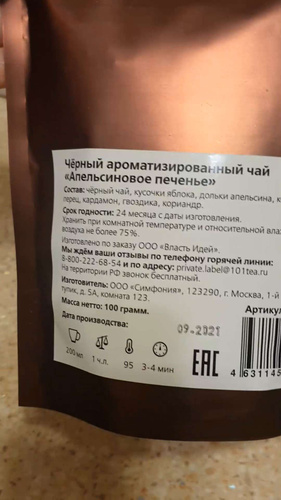 Чёрный ароматизированный чай
«Апельсиновое печенье»
Состав: чёрный чай, кусочки яблока, дольки апельсина,
перец, кардамон, гвоздика, кориандр.
Срок годности: 24 месяца с даты изготовления.
Хранить при комнатной температуре и относительной
воздуха не более 75%.
Изготовлено по заказу ООО «Власть Идей».
Мы ждём ваши отзывы по телефону горячей линии:
8-800-222-68-54 и по адресу: private.label@101tea.ru
На территории РФ звонок бесплатный.
Изготовитель: ООО «Симфония», 123290, г. Москва, 1-й
тупик, д. 5А, комната 123.
Масса нетто: 100 грамм.
Дата производства:
Артикул
09.2021
200 мл
1 ч.л.
95
3-4 мин
EAC
4 631145